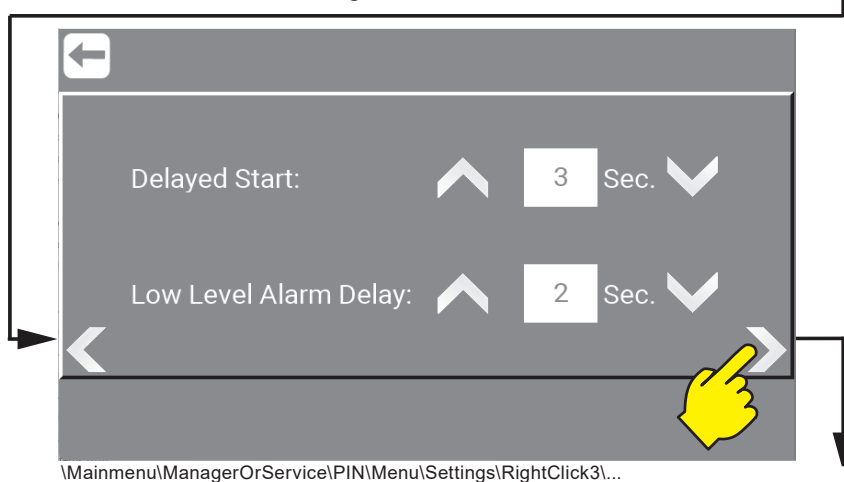 Delayed Start: 3 Sec.
Low Level Alarm Delay: 2 Sec.
\Mainmenu\ManagerOrService\PIN\Menu\Settings\RightClick3\...